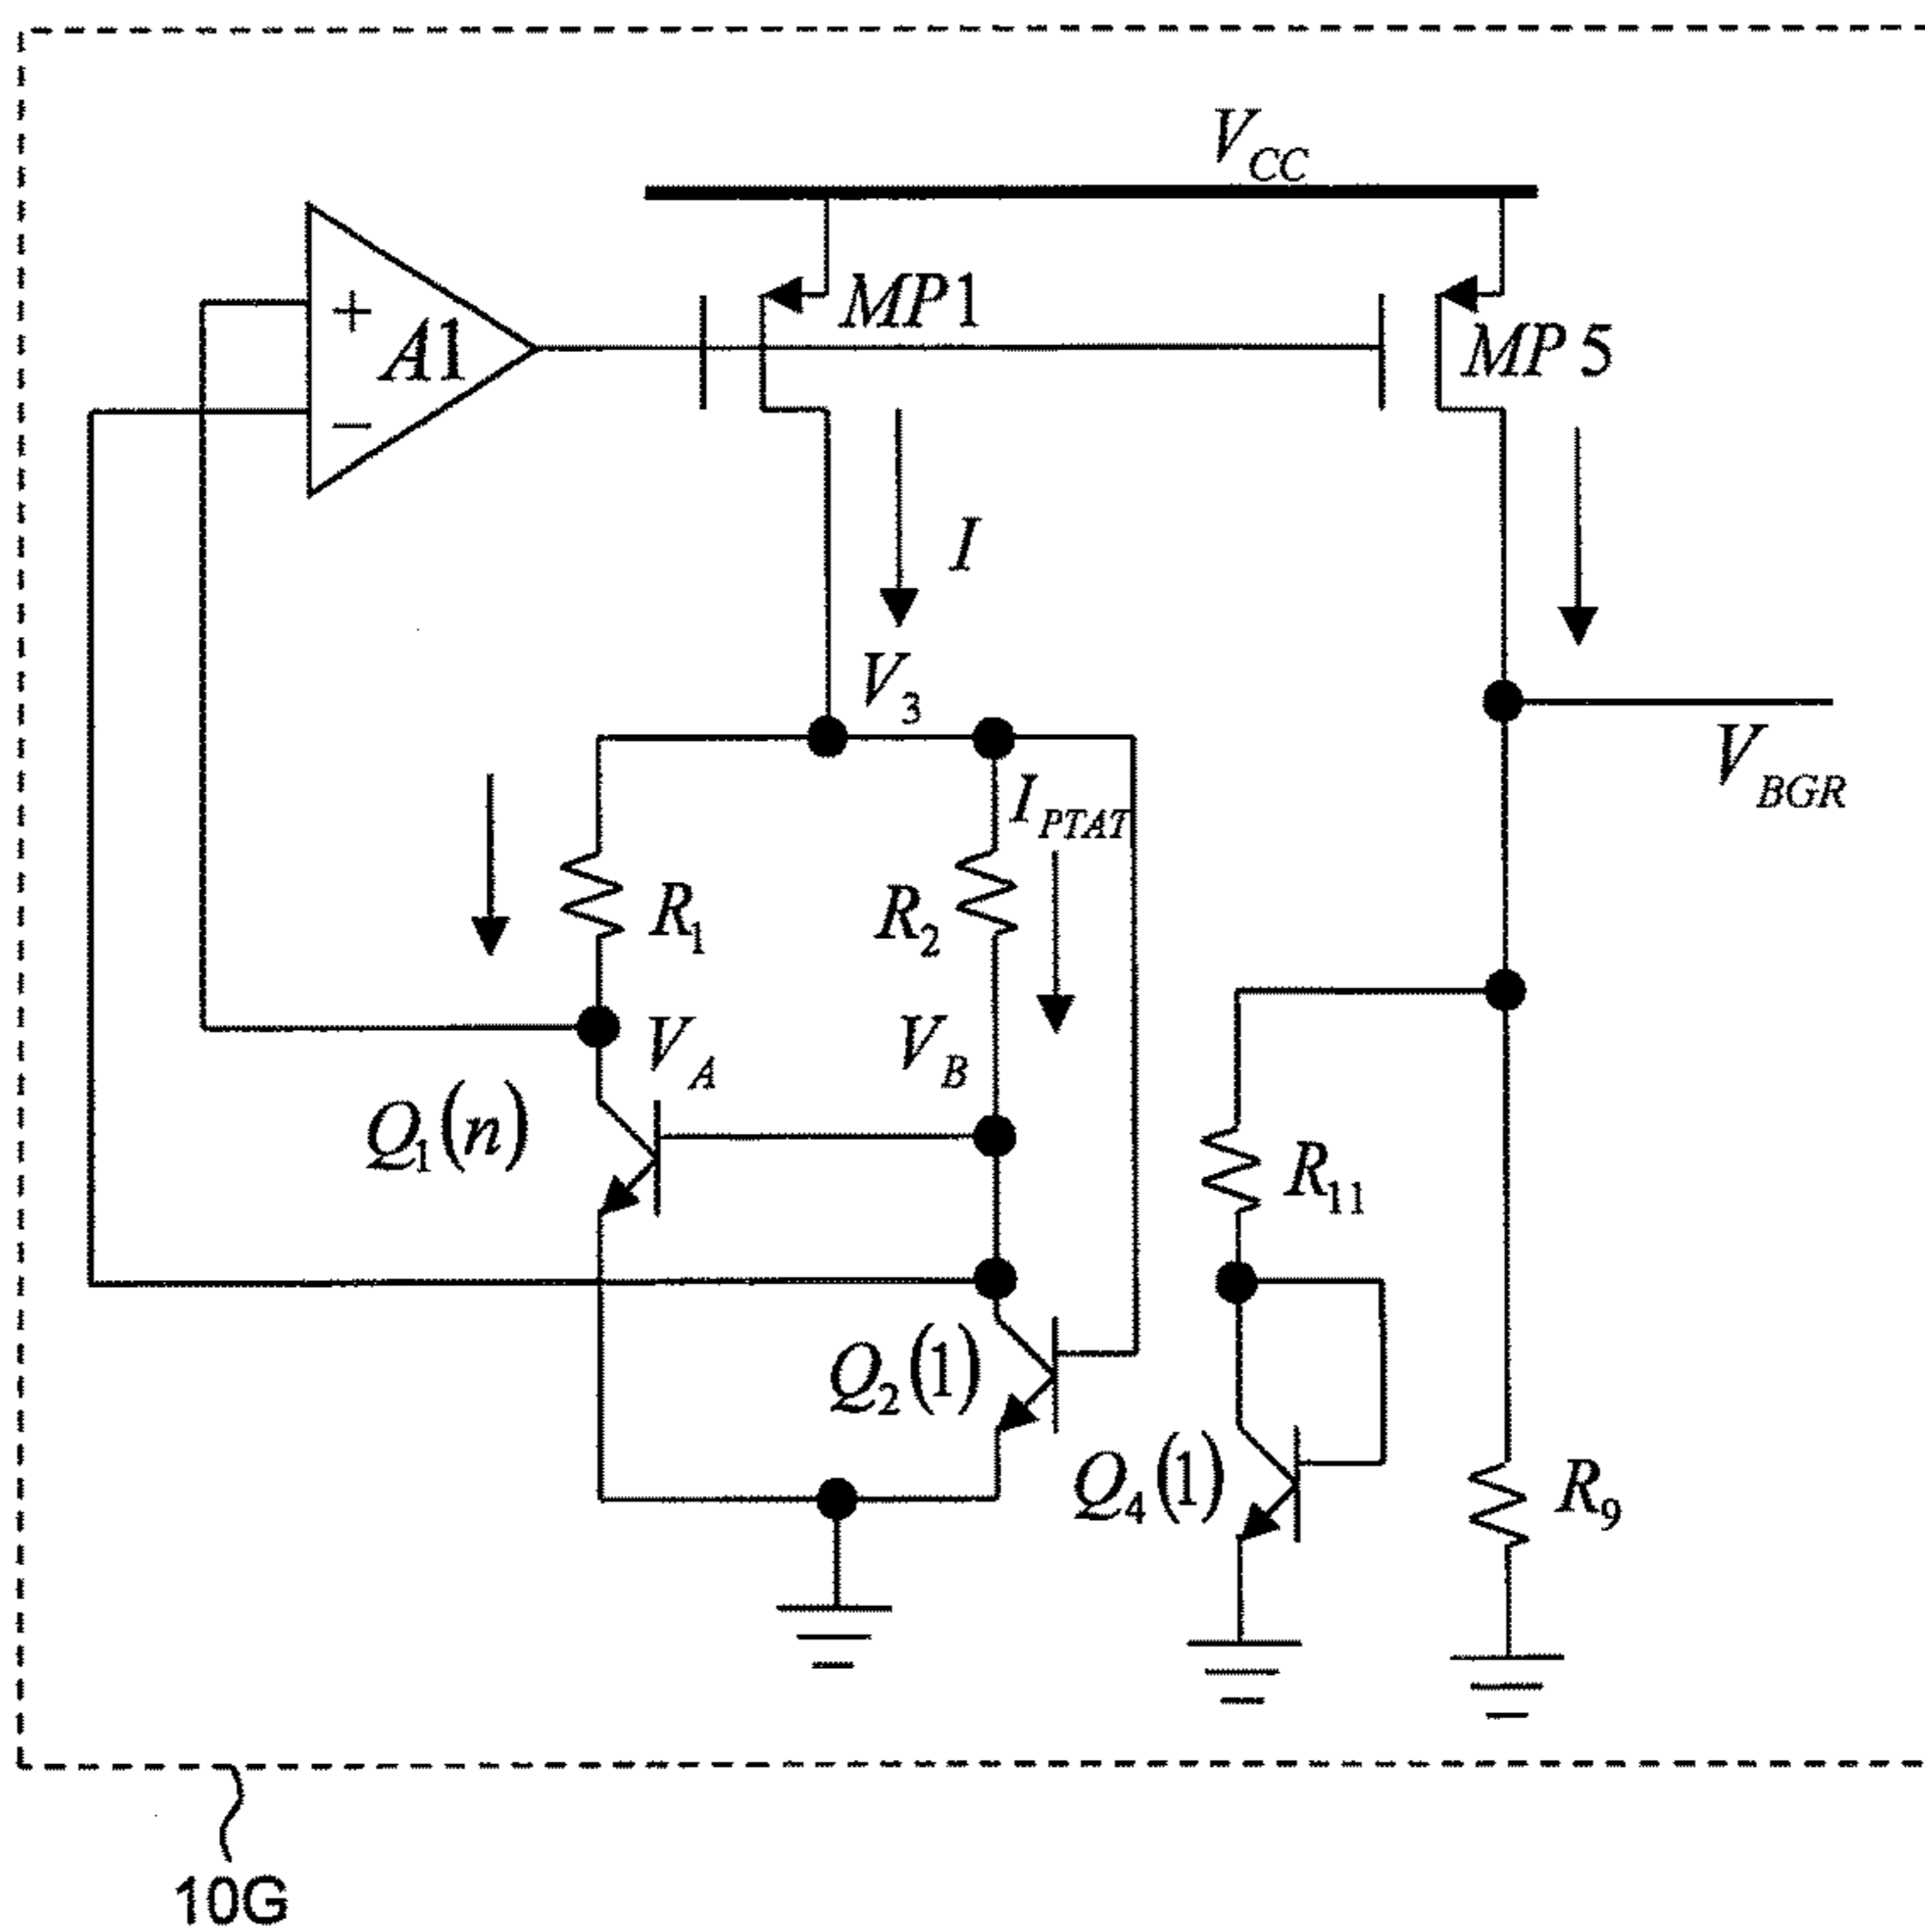 V_CC
+
A1
−
MP1
MP5
I
V_3
V_BGR
I_PTAT
R_1
R_2
V_A
V_B
Q_1(n)
R_11
Q_2(1)
Q_4(1)
R_9
10G